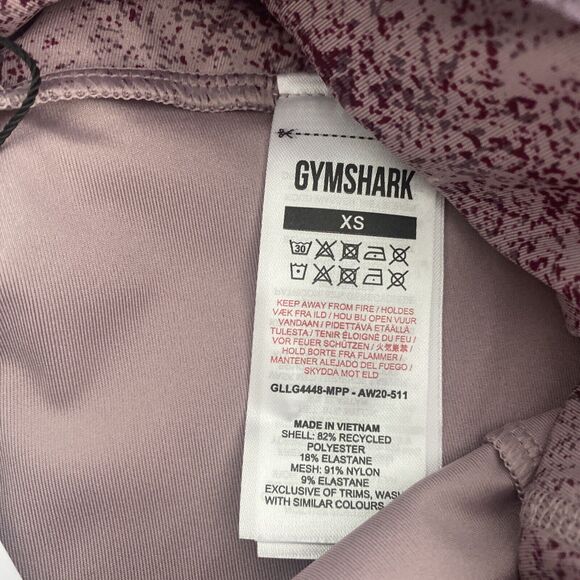 GYMSHARK
XS
30
KEEP AWAY FROM FIRE / HOLDES
VÆK FRA ILD / HOU BIJ OPEN VUUR
VANDAAN / PIDETTÄVÄ ETÄÄLLÄ
TULESTA / TENIR ÉLOIGNÉ DU FEU /
VOR FEUER SCHÜTZEN / 火気厳禁 /
HOLD BORTE FRA FLAMMER /
MANTENER ALEJADO DEL FUEGO /
SKYDDA MOT ELD
GLLG4448-MPP - AW20-511
MADE IN VIETNAM
SHELL: 82% RECYCLED
POLYESTER
18% ELASTANE
MESH: 91% NYLON
9% ELASTANE
EXCLUSIVE OF TRIMS, WASH
WITH SIMILAR COLOURS